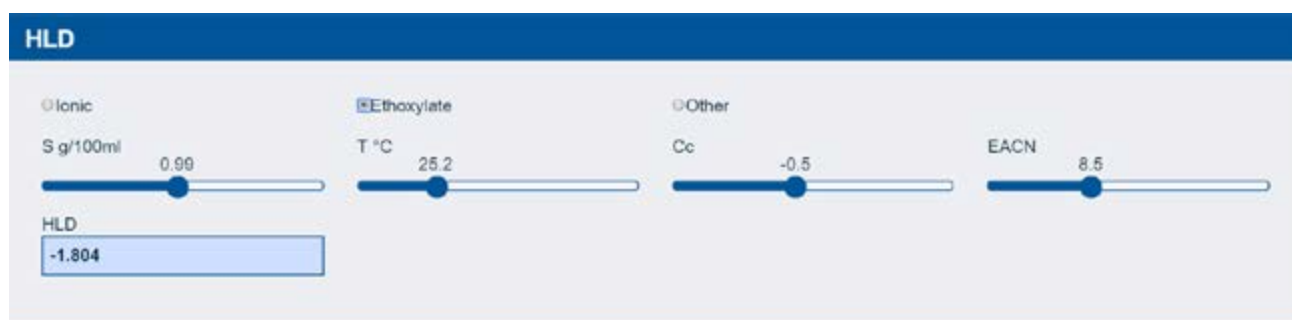 HLD
Ionic Ethoxylate Other
S g/100ml T °C Cc EACN
0.99 25.2 -0.5 8.5
HLD
-1.804